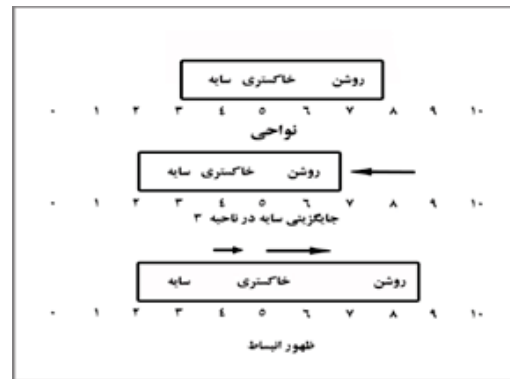 روشن خاکستری سایه
۰ ۱ ۲ ۳ ٤ ٥ ٦ ۷ ۸ ۹ ۱۰
نواحی
روشن خاکستری سایه
۰ ۱ ۲ ۳ ٤ ٥ ٦ ۷ ۸ ۹ ۱۰
جایگزینی سایه در ناحیه ۳
روشن خاکستری سایه
۰ ۱ ۲ ۳ ٤ ٥ ٦ ۷ ۸ ۹ ۱۰
ظهور انبساط